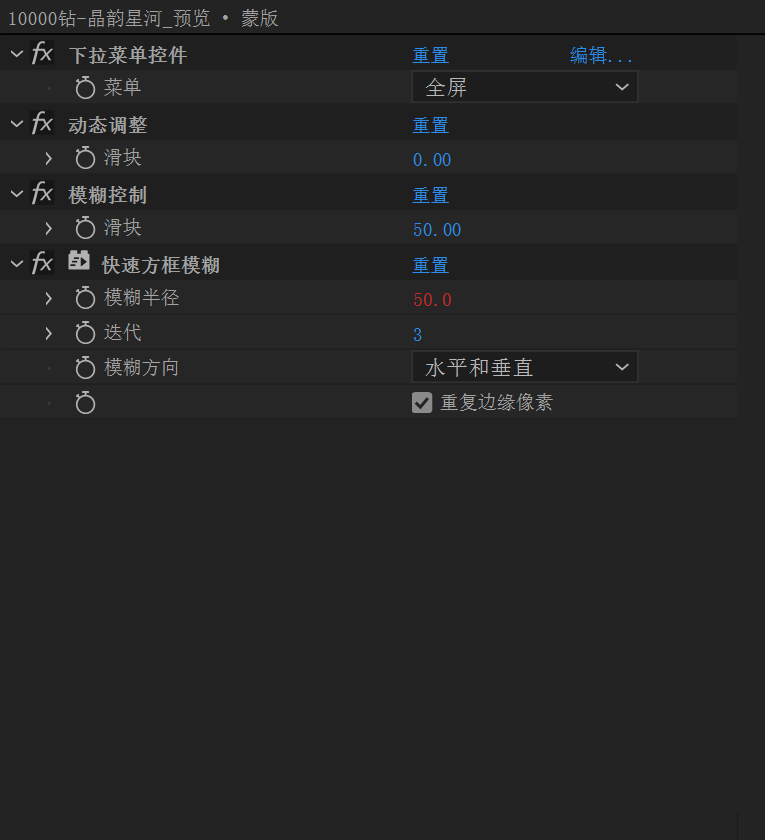 10000钻-晶韵星河_预览 • 蒙版
fx 下拉菜单控件 重置 编辑...
菜单 全屏
fx 动态调整 重置
滑块 0.00
fx 模糊控制 重置
滑块 50.00
fx 快速方框模糊 重置
模糊半径 50.0
迭代 3
模糊方向 水平和垂直
重复边缘像素